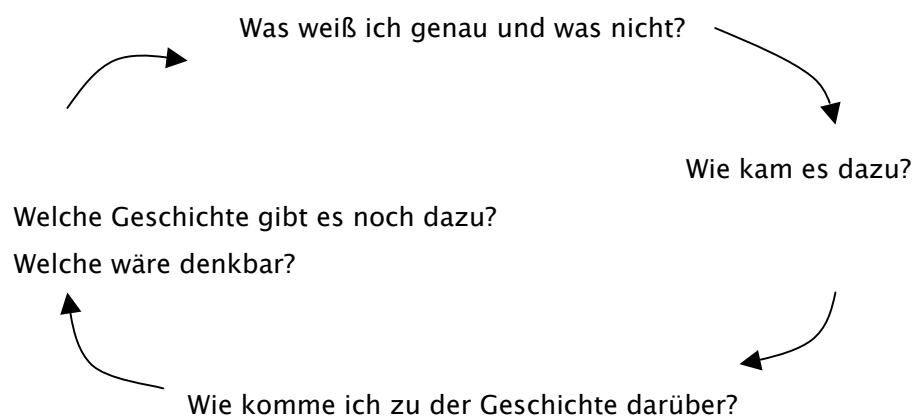 Was weiß ich genau und was nicht?
Wie kam es dazu?
Welche Geschichte gibt es noch dazu?
Welche wäre denkbar?
Wie komme ich zu der Geschichte darüber?